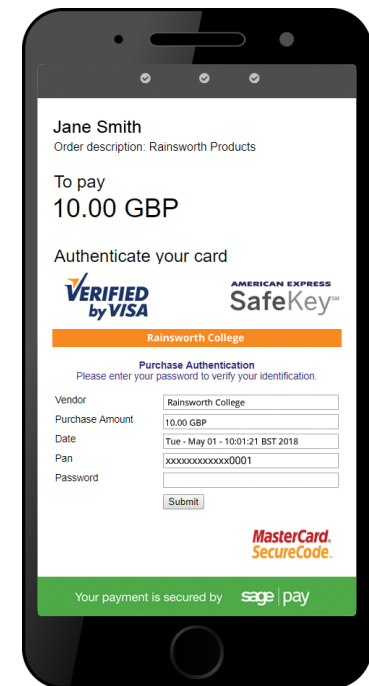 Jane Smith
Order description: Rainsworth Products
To pay
10.00 GBP
Authenticate your card
VERIFIED
by VISA
AMERICAN EXPRESS
SafeKey SM
Rainsworth College
Purchase Authentication
Please enter your password to verify your identification.
Vendor Rainsworth College
Purchase Amount 10.00 GBP
Date Tue - May 01 - 10:01:21 BST 2018
Pan xxxxxxxxxxxx0001
Password
Submit
MasterCard.
SecureCode.
Your payment is secured by sage pay